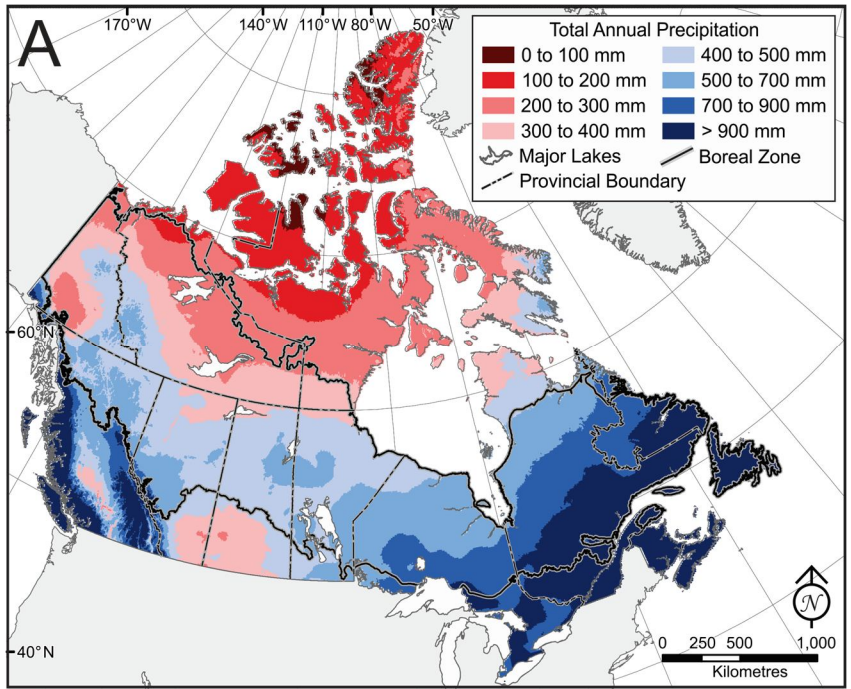 A
170°W
140°W
110°W
80°W
50°W
Total Annual Precipitation
0 to 100 mm
100 to 200 mm
200 to 300 mm
300 to 400 mm
400 to 500 mm
500 to 700 mm
700 to 900 mm
> 900 mm
Major Lakes
Boreal Zone
Provincial Boundary
60°N
40°N
N
0 250 500 1,000
Kilometres